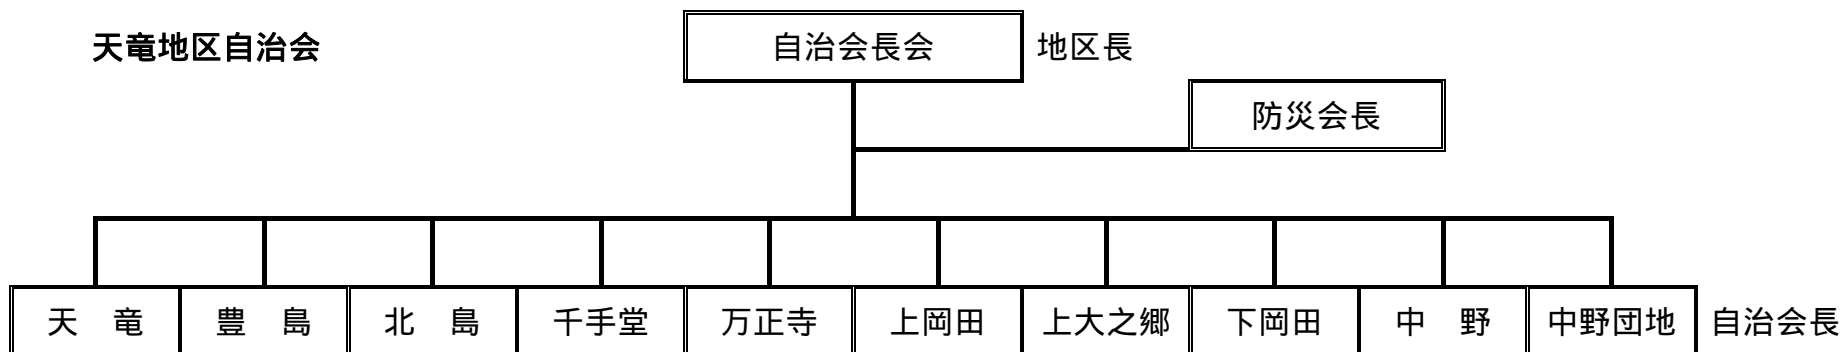 天竜地区自治会 自治会長会 地区長
防災会長
天　竜 豊　島 北　島 千手堂 万正寺 上岡田 上大之郷 下岡田 中　野 中野団地 自治会長